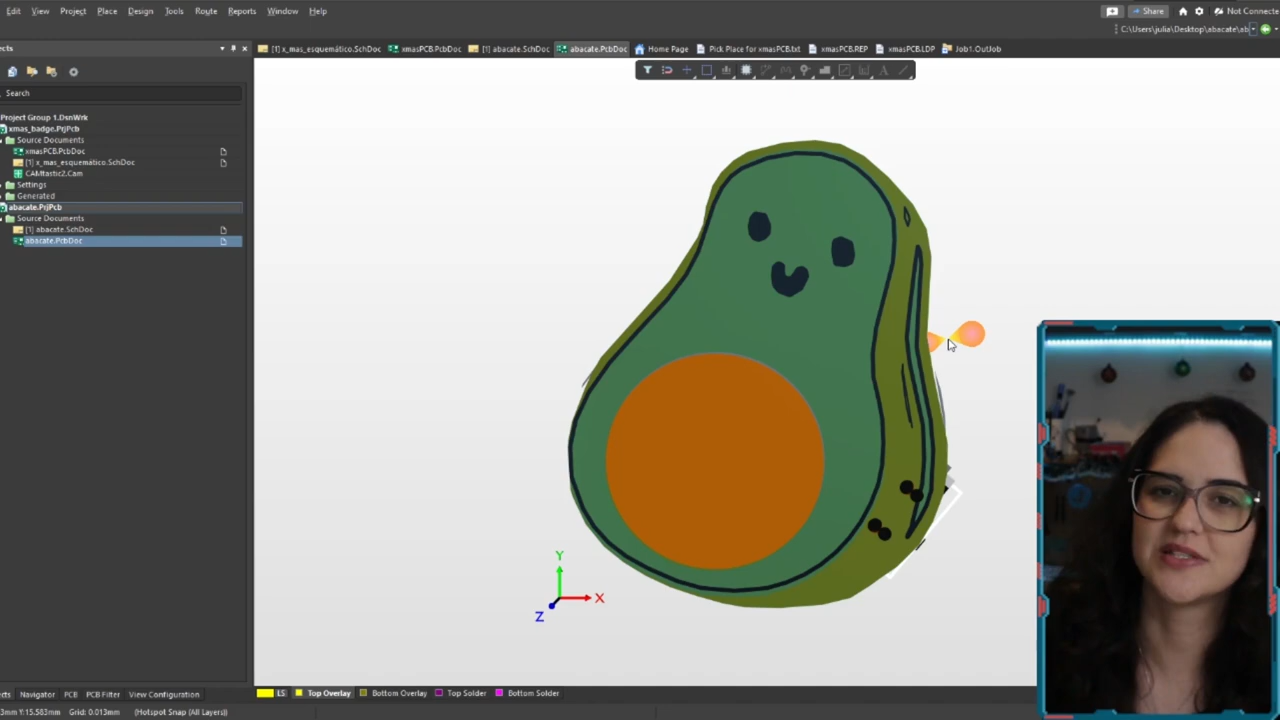 Edit View Project Place Design Tools Route Reports Window Help
Share Not Connecte
C:\Users\julia\Desktop\abacate\ab
[1] x_mas_esquemático.SchDoc xmasPCB.PcbDoc [1] abacate.SchDoc abacate.PcbDoc Home Page Pick Place for xmasPCB.txt xmasPCB.REP xmasPCB.LDP Job1.OutJob
Search
Project Group 1.DsnWrk
xmas_badge.PrjPcb
Source Documents
xmasPCB.PcbDoc
[1] x_mas_esquemático.SchDoc
CAMtastic2.Cam
Settings
Generated
abacate.PrjPcb
Source Documents
[1] abacate.SchDoc
abacate.PcbDoc
Y
X
Z
Navigator PCB PCB Filter View Configuration
LS Top Overlay Bottom Overlay Top Solder Bottom Solder
3mm Y:15.583mm Grid: 0.013mm (Hotspot Snap (All Layers))